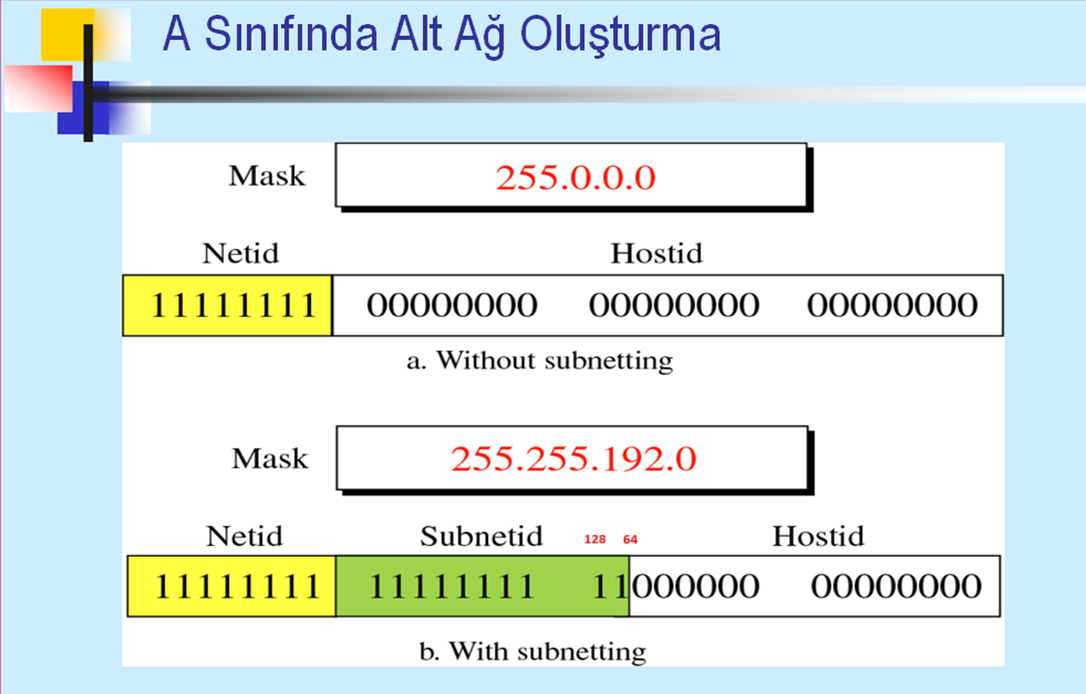 A Sınıfında Alt Ağ Oluşturma
Mask 255.0.0.0
Netid Hostid
11111111 00000000 00000000 00000000
a. Without subnetting
Mask 255.255.192.0
Netid Subnetid 128 64 Hostid
11111111 11111111 11000000 00000000
b. With subnetting